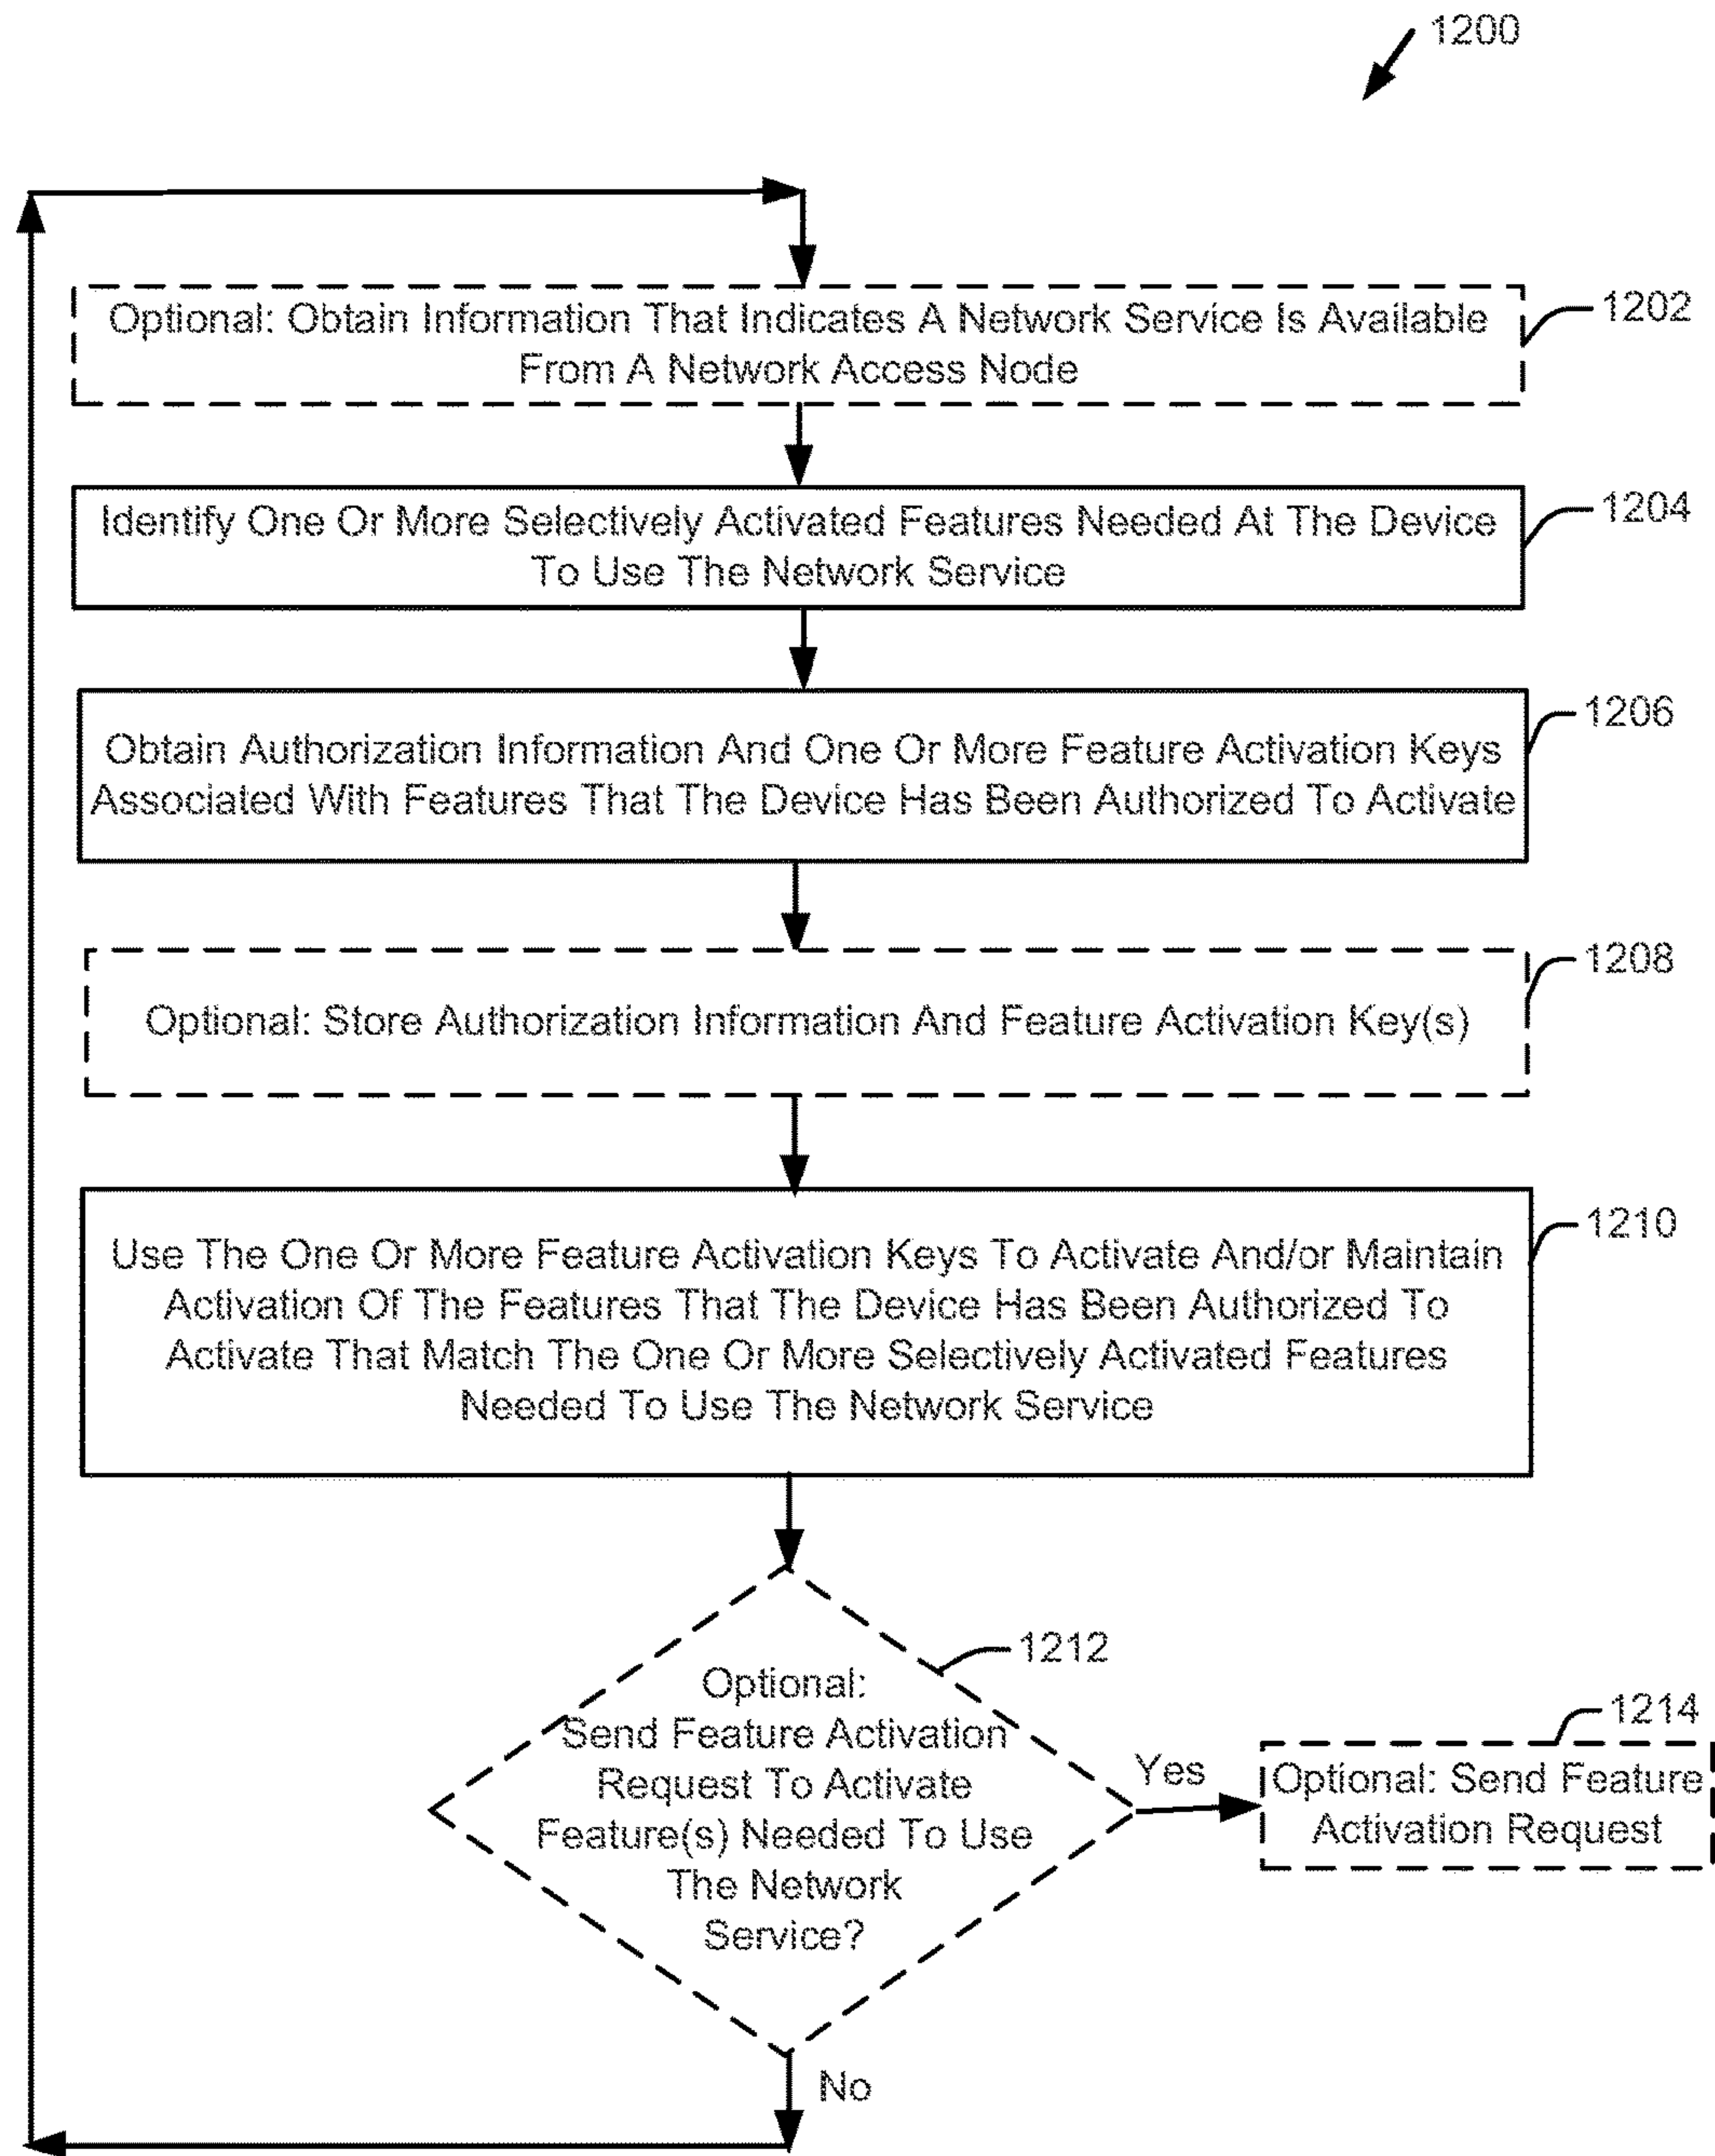 1200
Optional: Obtain Information That Indicates A Network Service Is Available
From A Network Access Node
1202
Identify One Or More Selectively Activated Features Needed At The Device
To Use The Network Service
1204
Obtain Authorization Information And One Or More Feature Activation Keys
Associated With Features That The Device Has Been Authorized To Activate
1206
Optional: Store Authorization Information And Feature Activation Key(s)
1208
Use The One Or More Feature Activation Keys To Activate And/or Maintain
Activation Of The Features That The Device Has Been Authorized To
Activate That Match The One Or More Selectively Activated Features
Needed To Use The Network Service
1210
Optional:
Send Feature Activation
Request To Activate
Feature(s) Needed To Use
The Network
Service?
1212
Yes
1214
Optional: Send Feature
Activation Request
No